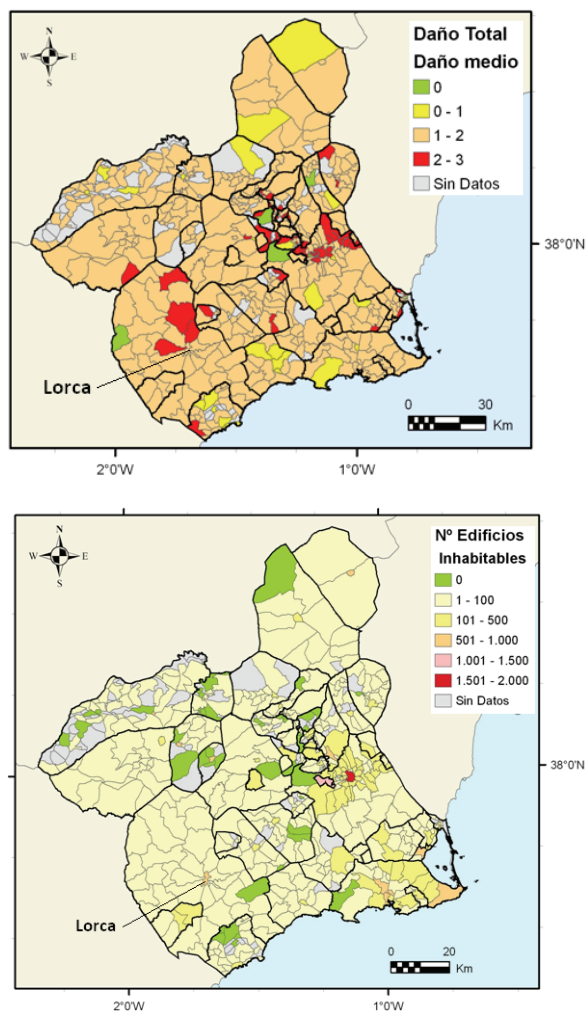 N
W E
S
Daño Total
Daño medio
0
0 - 1
1 - 2
2 - 3
Sin Datos
38°0'N
Lorca
0 30
Km
2°0'W 1°0'W
N
W E
S
Nº Edificios
Inhabitables
0
1 - 100
101 - 500
501 - 1.000
1.001 - 1.500
1.501 - 2.000
Sin Datos
38°0'N
Lorca
0 20
Km
2°0'W 1°0'W